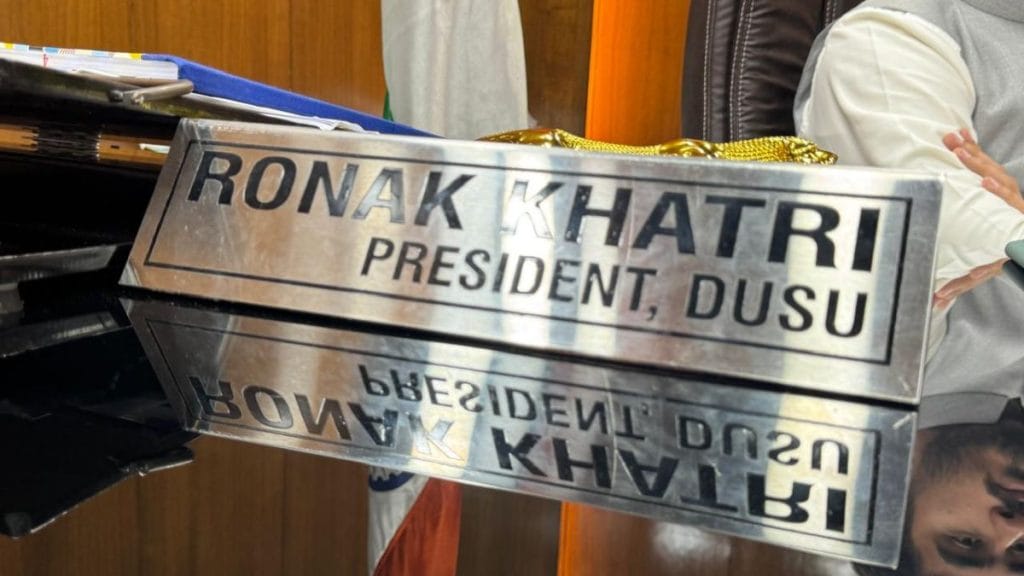 RONAK KHATRI
PRESIDENT, DUSU